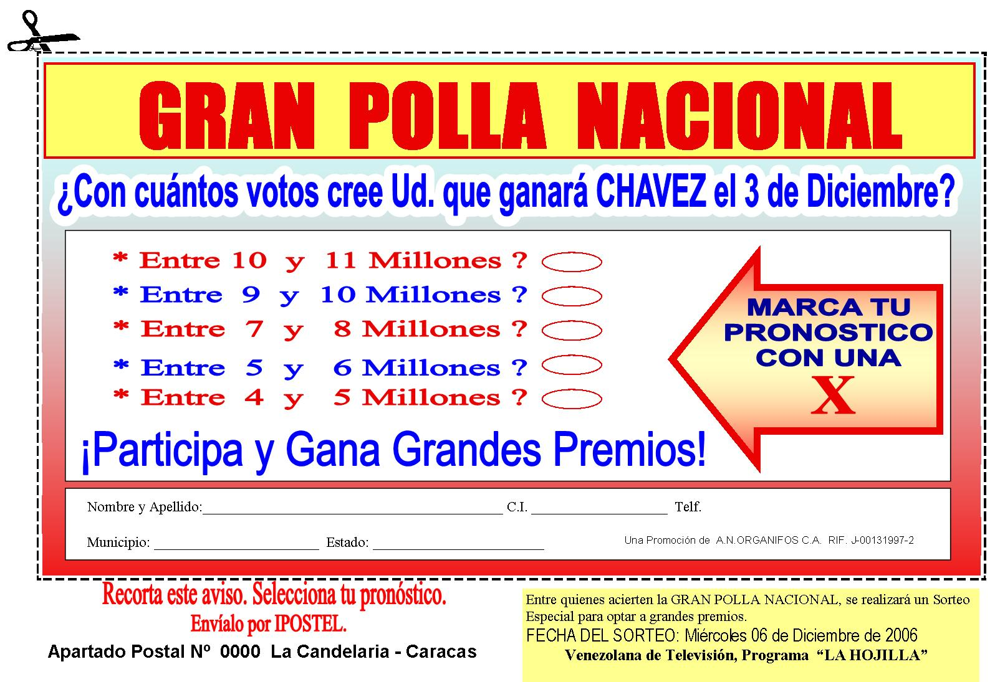 GRAN POLLA NACIONAL
¿Con cuántos votos cree Ud. que ganará CHAVEZ el 3 de Diciembre?
* Entre 10 y 11 Millones ?
* Entre 9 y 10 Millones ?
* Entre 7 y 8 Millones ?
* Entre 5 y 6 Millones ?
* Entre 4 y 5 Millones ?
MARCA TU
PRONOSTICO
CON UNA
X
¡Participa y Gana Grandes Premios!
Nombre y Apellido:____________________ C.I. ____________________ Telf.
Municipio: ____________________ Estado: ____________________
Una Promoción de A.N.ORGANIFOS C.A. RIF. J-00131997-2
Recorta este aviso. Selecciona tu pronóstico.
Envíalo por IPOSTEL.
Apartado Postal Nº 0000 La Candelaria - Caracas
Entre quienes acierten la GRAN POLLA NACIONAL, se realizará un Sorteo
Especial para optar a grandes premios.
FECHA DEL SORTEO: Miércoles 06 de Diciembre de 2006
Venezolana de Televisión, Programa “LA HOJILLA”